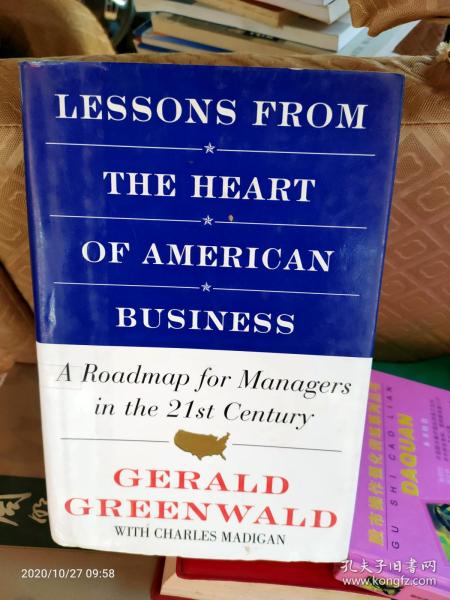 LESSONS FROM
THE HEART
OF AMERICAN
BUSINESS
A Roadmap for Managers
in the 21st Century
GERALD
GREENWALD
WITH CHARLES MADIGAN
DAQUAN
GU SHI CAO LIAN
2020/10/27 09:58
孔夫子旧书网
www.kongfz.com